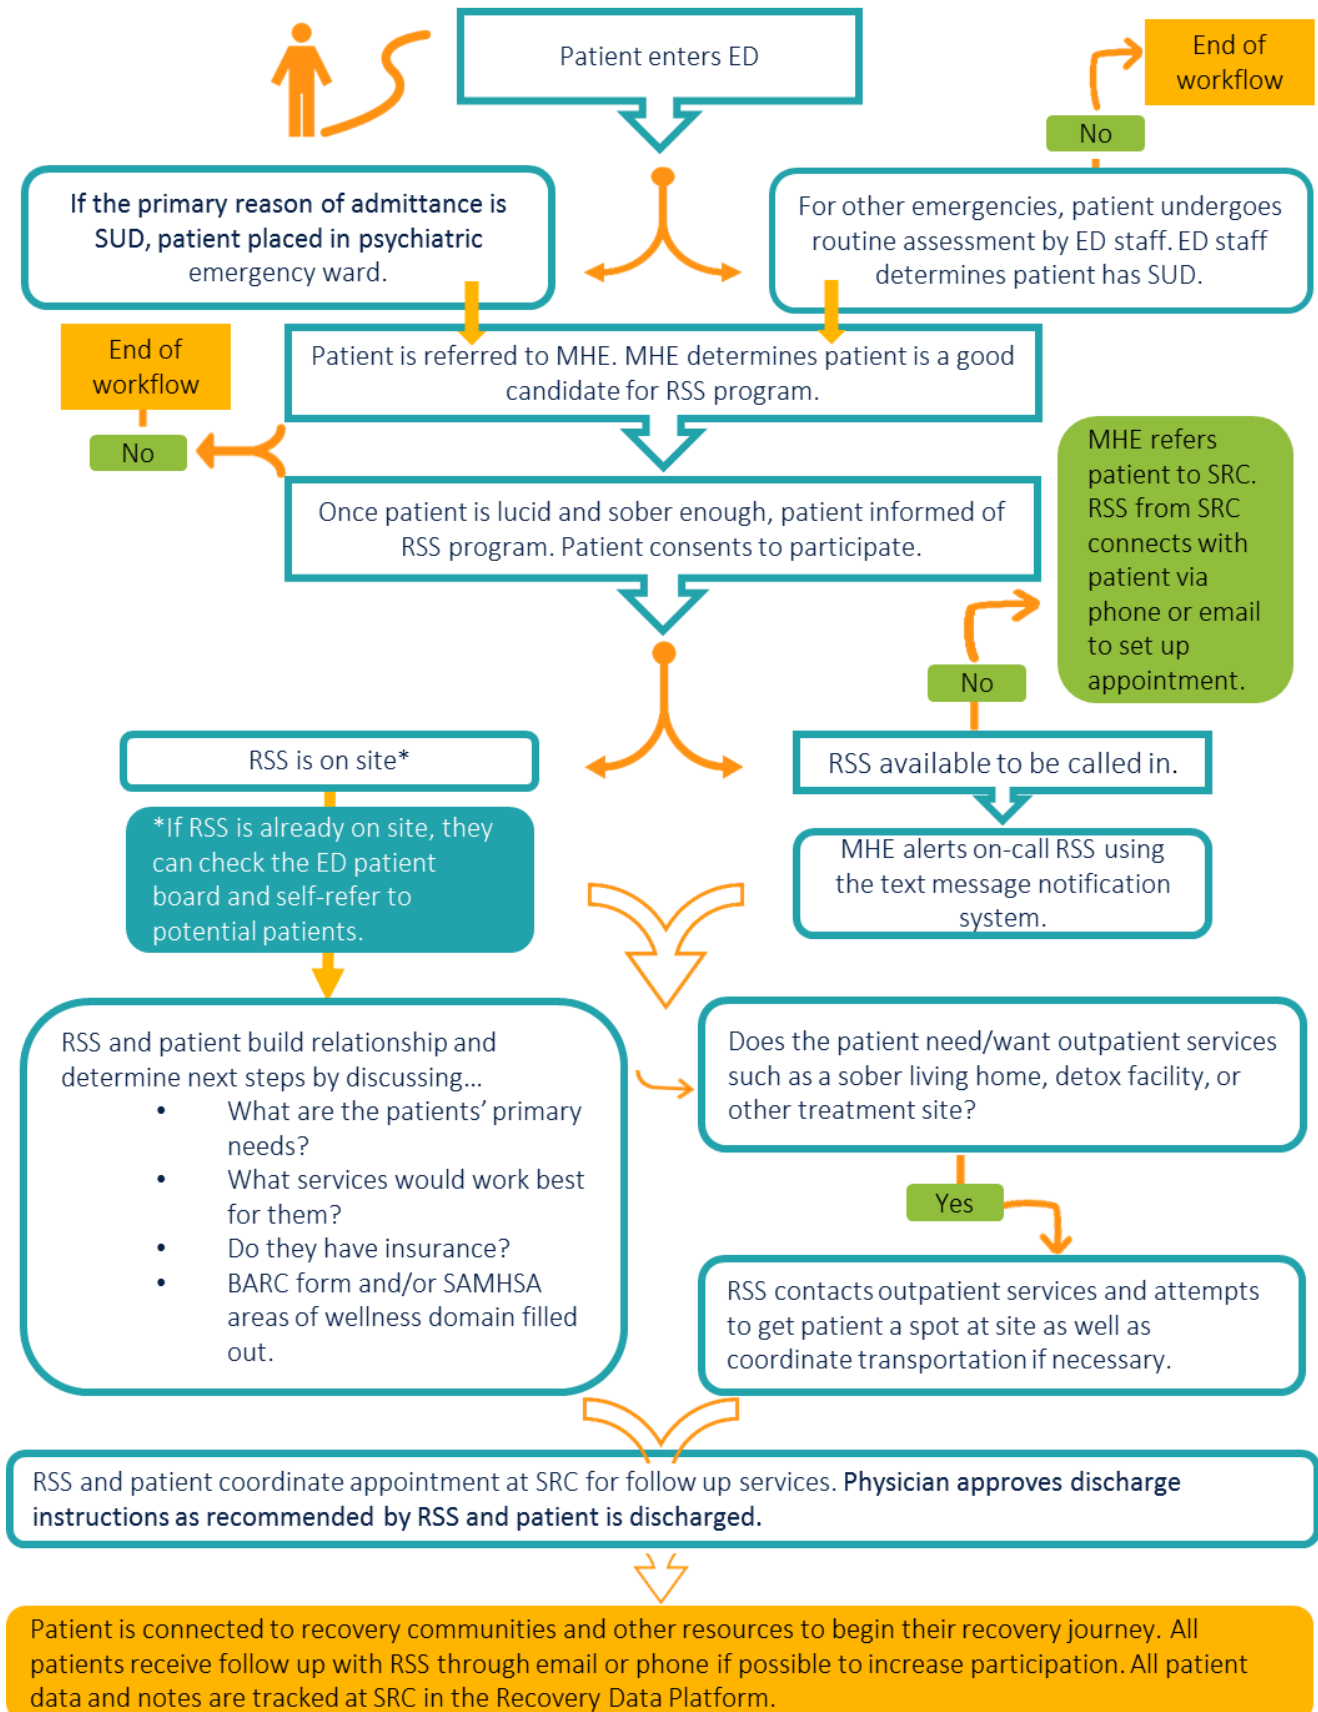 Patient enters ED
End of
workflow
No
If the primary reason of admittance is
SUD, patient placed in psychiatric
emergency ward.
For other emergencies, patient undergoes
routine assessment by ED staff. ED staff
determines patient has SUD.
End of
workflow
No
Patient is referred to MHE. MHE determines patient is a good
candidate for RSS program.
Once patient is lucid and sober enough, patient informed of
RSS program. Patient consents to participate.
MHE refers
patient to SRC.
RSS from SRC
connects with
patient via
phone or email
to set up
appointment.
No
RSS is on site*
RSS available to be called in.
*If RSS is already on site, they
can check the ED patient
board and self-refer to
potential patients.
MHE alerts on-call RSS using
the text message notification
system.
RSS and patient build relationship and
determine next steps by discussing...
• What are the patients' primary
needs?
• What services would work best
for them?
• Do they have insurance?
• BARC form and/or SAMHSA
areas of wellness domain filled
out.
Does the patient need/want outpatient services
such as a sober living home, detox facility, or
other treatment site?
Yes
RSS contacts outpatient services and attempts
to get patient a spot at site as well as
coordinate transportation if necessary.
RSS and patient coordinate appointment at SRC for follow up services. Physician approves discharge
instructions as recommended by RSS and patient is discharged.
Patient is connected to recovery communities and other resources to begin their recovery journey. All
patients receive follow up with RSS through email or phone if possible to increase participation. All patient
data and notes are tracked at SRC in the Recovery Data Platform.